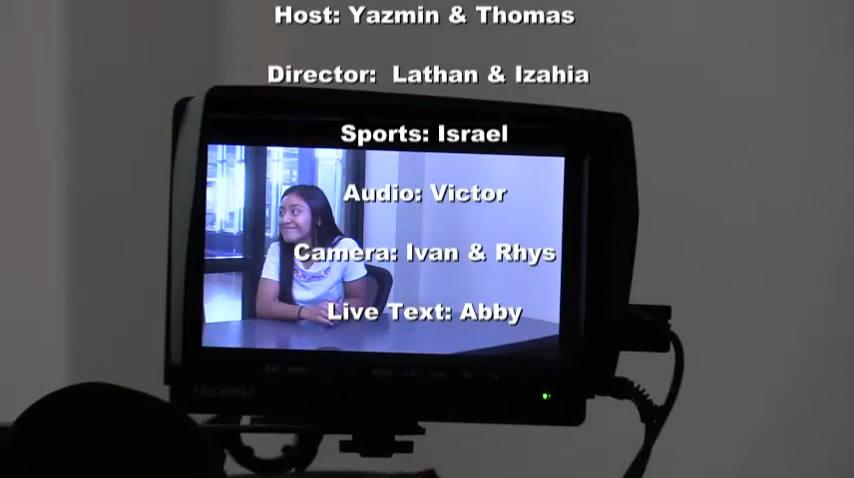 Host: Yazmin & Thomas
Director: Lathan & Izahia
Sports: Israel
Audio: Victor
Camera: Ivan & Rhys
Live Text: Abby